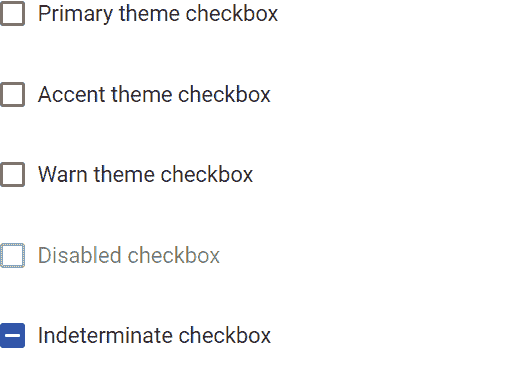 Primary theme checkbox
Accent theme checkbox
Warn theme checkbox
Disabled checkbox
Indeterminate checkbox